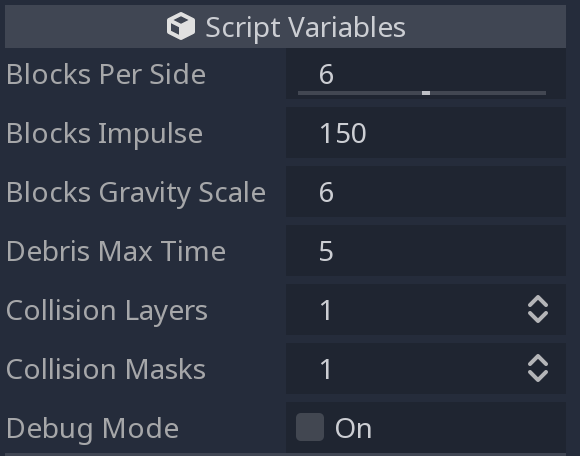 Script Variables
Blocks Per Side 6
Blocks Impulse 150
Blocks Gravity Scale 6
Debris Max Time 5
Collision Layers 1
Collision Masks 1
Debug Mode On